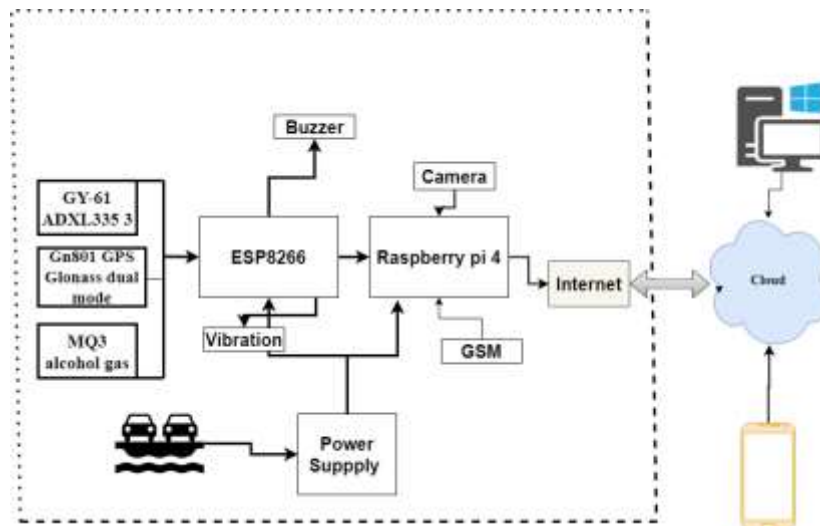 Buzzer
Camera
GY-61
ADXL335 3
Gn801 GPS
Glonass dual
mode
MQ3
alcohol gas
ESP8266
Raspberry pi 4
Internet
Cloud
Vibration
GSM
Power
Suppply